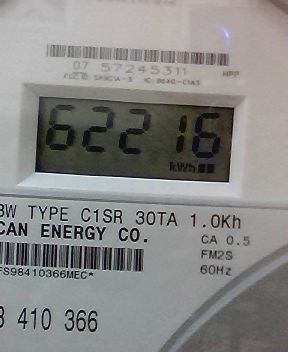 07 57245311 MPP
62216
kWh
3W TYPE C1SR 30TA 1.0Kh
CAN ENERGY CO.
CA 0.5
FM2S
60Hz
FS98410366MEC*
3 410 366